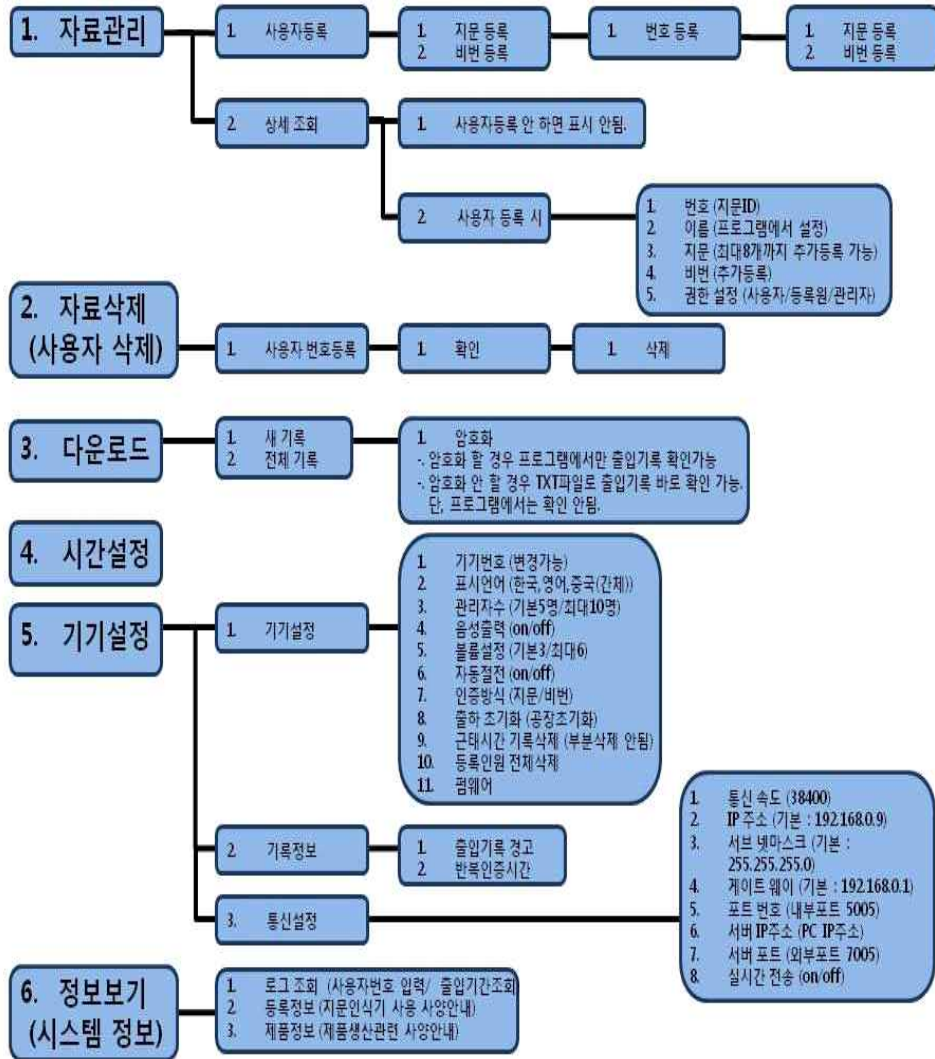 1. 자료관리
1. 사용자등록
1. 지문 등록
2. 비번 등록
1. 번호 등록
1. 지문 등록
2. 비번 등록
2. 상세 조회
1. 사용자등록 안 하면 표시 안됨.
2. 사용자 등록 시
1. 번호 (지문ID)
2. 이름 (프로그램에서 설정)
3. 지문 (최대8개까지 추가등록 가능)
4. 비번 (추가등록)
5. 권한 설정 (사용자/등록원/관리자)
2. 자료삭제
(사용자 삭제)
1. 사용자 번호등록
1. 확인
1. 삭제
3. 다운로드
1. 새 기록
2. 전체 기록
1. 암호화
-. 암호화 할 경우 프로그램에서만 출입기록 확인가능
-. 암호화 안 할 경우 TXT파일로 출입기록 바로 확인 가능.
단, 프로그램에서는 확인 안됨.
4. 시간설정
5. 기기설정
1. 기기설정
1. 기기번호 (변경가능)
2. 표시언어 (한국,영어,중국(간체))
3. 관리자수 (기본5명/최대10명)
4. 음성출력 (on/off)
5. 볼륨설정 (기본3/최대6)
6. 자동절전 (on/off)
7. 인증방식 (지문/비번)
8. 출하 초기화 (공장초기화)
9. 근태시간 기록삭제 (부분삭제 안됨)
10. 등록인원 전체삭제
11. 펌웨어
2. 기록정보
1. 출입기록 경고
2. 반복인증시간
3. 통신설정
1. 통신 속도 (38400)
2. IP 주소 (기본 : 192.168.0.9)
3. 서브 넷마스크 (기본 :
255.255.255.0)
4. 게이트 웨이 (기본 : 192.168.0.1)
5. 포트 번호 (내부포트 5005)
6. 서버 IP주소 (PC IP주소)
7. 서버 포트 (외부포트 7005)
8. 실시간 전송 (on/off)
6. 정보보기
(시스템 정보)
1. 로그 조회 (사용자번호 입력/ 출입기간조회
2. 등록정보 (지문인식기 사용 사양안내)
3. 제품정보 (제품생산관련 사양안내)